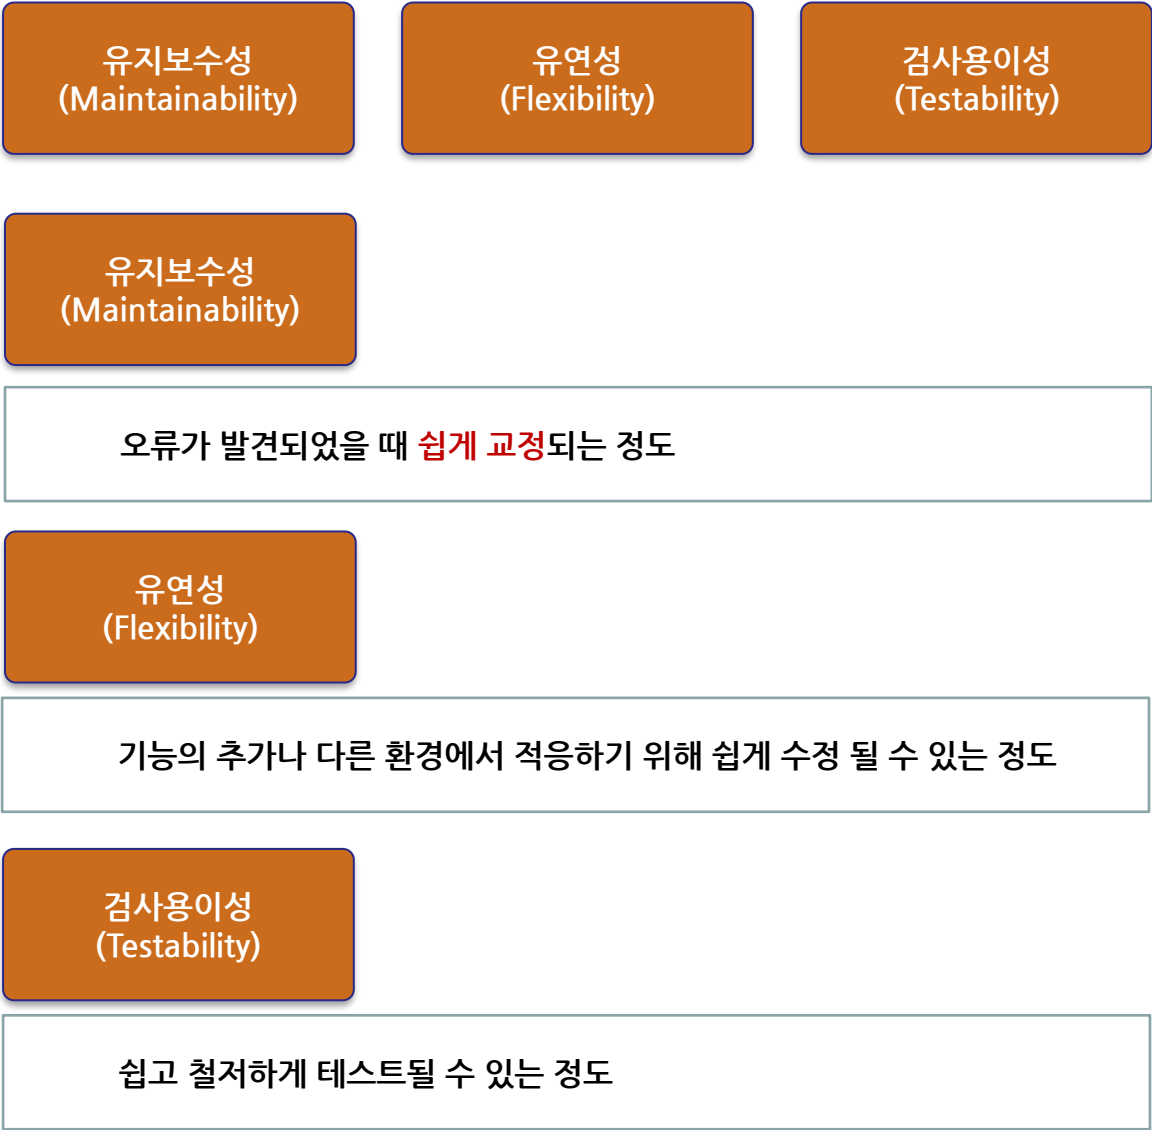 유지보수성
(Maintainability)
유연성
(Flexibility)
검사용이성
(Testability)
유지보수성
(Maintainability)
오류가 발견되었을 때 쉽게 교정되는 정도
유연성
(Flexibility)
기능의 추가나 다른 환경에서 적응하기 위해 쉽게 수정 될 수 있는 정도
검사용이성
(Testability)
쉽고 철저하게 테스트될 수 있는 정도